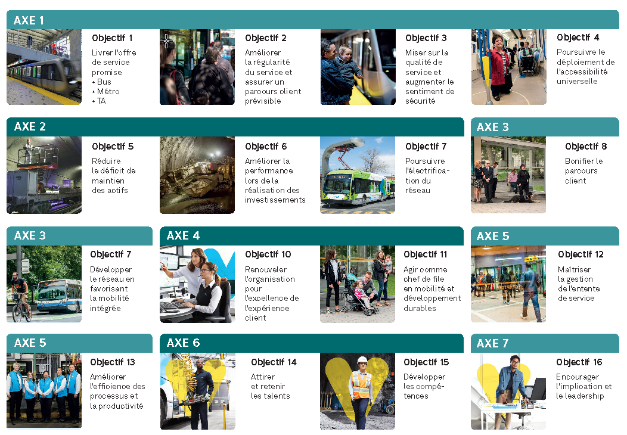 AXE 1
Objectif 1
Livrer l'offre
de service
promise
• Bus
• Métro
• TA
Objectif 2
Améliorer
la régularité
du service et
assurer un
parcours client
prévisible
Objectif 3
Miser sur la
qualité de
service et
augmenter le
sentiment de
sécurité
Objectif 4
Poursuivre le
déploiement de
l'accessibilité
universelle
AXE 2
Objectif 5
Réduire
le déficit de
maintien
des actifs
Objectif 6
Améliorer la
performance
lors de la
réalisation des
investissements
Objectif 7
Poursuivre
l'électrifica-
tion du
réseau
AXE 3
Objectif 8
Bonifier le
parcours
client
AXE 3
Objectif 7
Développer
le réseau en
favorisant
la mobilité
intégrée
AXE 4
Objectif 10
Renouveler
l'organisation
pour
l'excellence de
l'expérience
client
Objectif 11
Agir comme
chef de file
en mobilité et
développement
durables
AXE 5
Objectif 12
Maîtriser
la gestion
de l'entente
de service
AXE 5
Objectif 13
Améliorer
l'efficience des
processus et
la productivité
AXE 6
Objectif 14
Attirer
et retenir
les talents
Objectif 15
Développer
les compé-
tences
AXE 7
Objectif 16
Encourager
l'implication et
le leadership